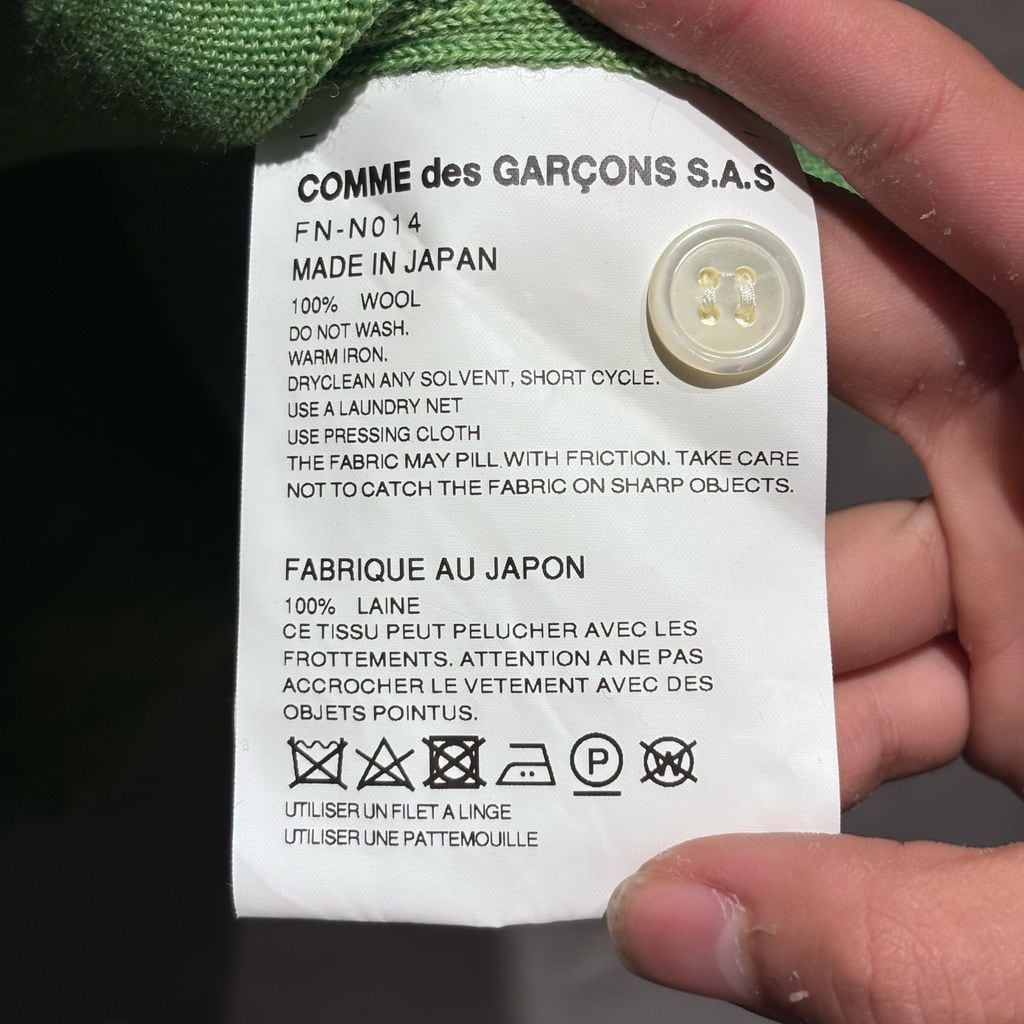 COMME des GARÇONS S.A.S
FN-N014
MADE IN JAPAN
100% WOOL
DO NOT WASH.
WARM IRON.
DRYCLEAN ANY SOLVENT, SHORT CYCLE.
USE A LAUNDRY NET
USE PRESSING CLOTH
THE FABRIC MAY PILL WITH FRICTION. TAKE CARE
NOT TO CATCH THE FABRIC ON SHARP OBJECTS.
FABRIQUE AU JAPON
100% LAINE
CE TISSU PEUT PELUCHER AVEC LES
FROTTEMENTS. ATTENTION A NE PAS
ACCROCHER LE VETEMENT AVEC DES
OBJETS POINTUS.
P W
UTILISER UN FILET A LINGE
UTILISER UNE PATTEMOUILLE